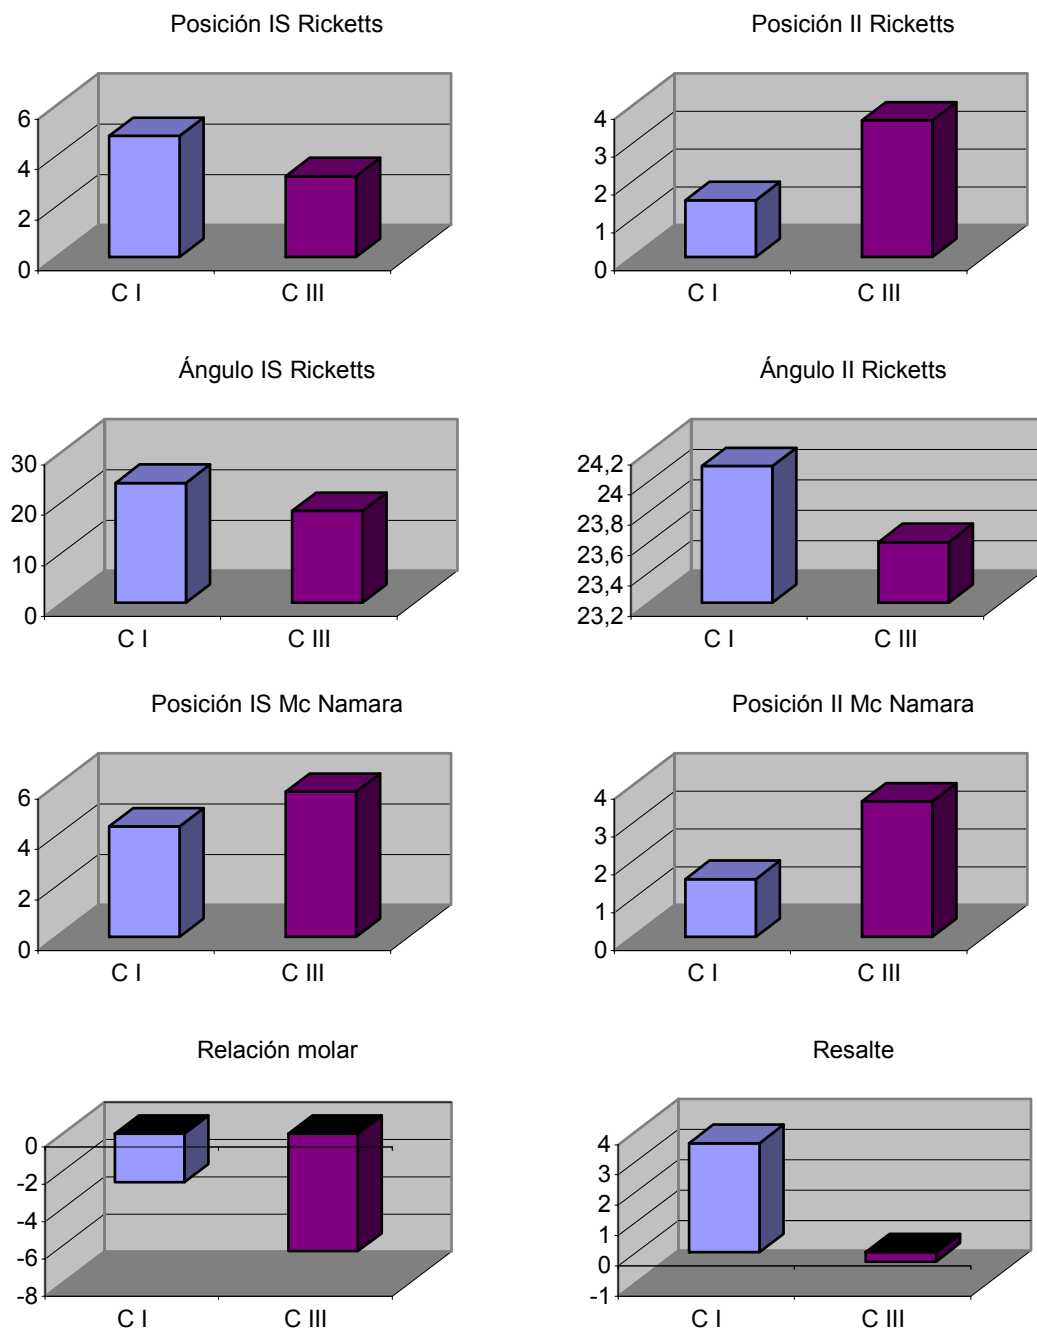 Posición IS Ricketts
6
4
2
0
C I
C III
Posición II Ricketts
4
3
2
1
0
C I
C III
Ángulo IS Ricketts
30
20
10
0
C I
C III
Ángulo II Ricketts
24,2
24
23,8
23,6
23,4
23,2
C I
C III
Posición IS Mc Namara
6
4
2
0
C I
C III
Posición II Mc Namara
4
3
2
1
0
C I
C III
Relación molar
0
-2
-4
-6
-8
C I
C III
Resalte
4
3
2
1
0
-1
C I
C III